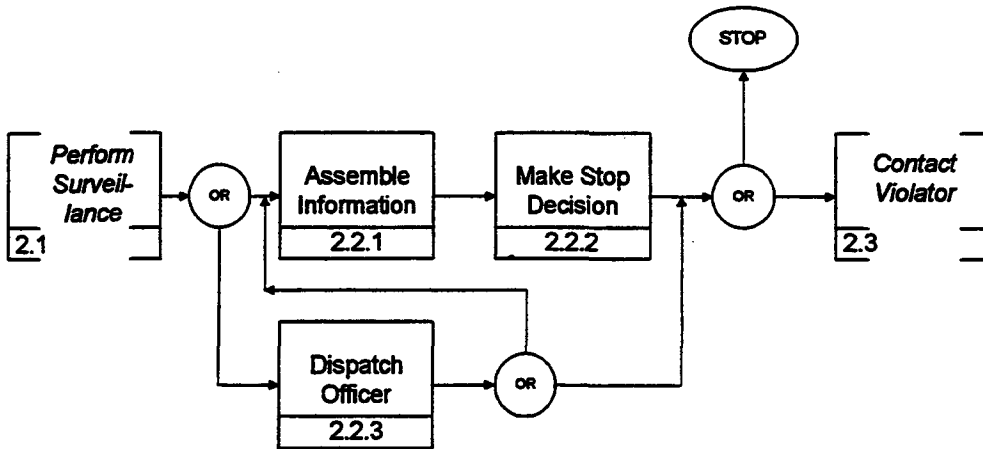 STOP
Perform
Surveil-
lance
2.1
OR
Assemble
Information
2.2.1
Make Stop
Decision
2.2.2
OR
Contact
Violator
2.3
Dispatch
Officer
2.2.3
OR